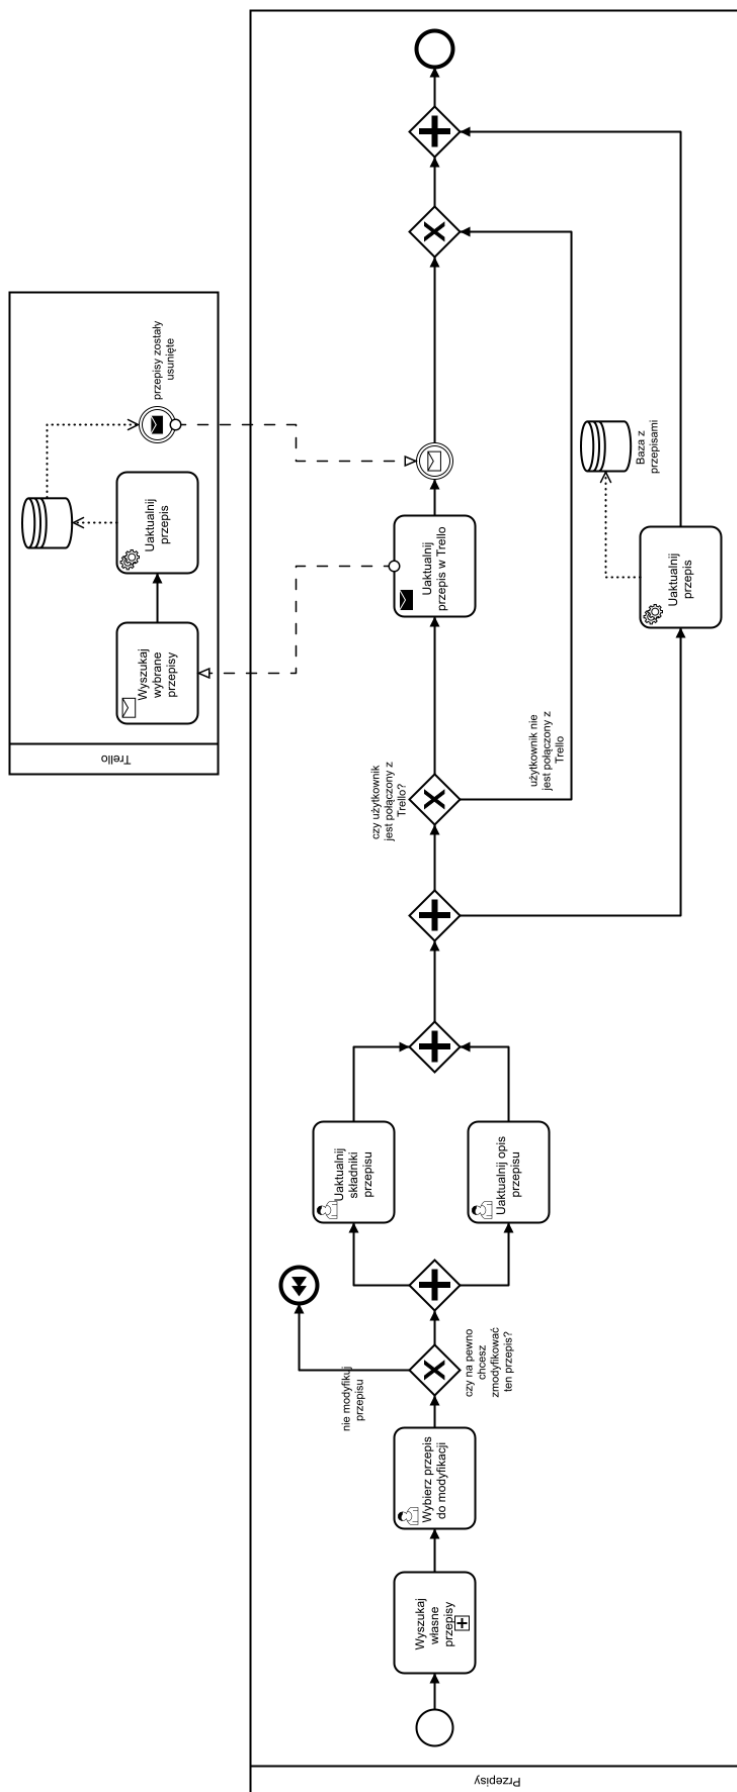 przepisy zostały
usunięte
Uaktualnij
przepis
Wyszukaj
wybrane
przepisy
Trello
Uaktualnij
przepis w Trello
Baza z
przepisami
Uaktualnij
przepis
czy użytkownik
jest połączony z
Trello?
użytkownik nie
jest połączony z
Trello
Uaktualnij
składniki
przepisu
Uaktualnij opis
przepisu
nie modyfikuj
przepisu
czy na pewno
chcesz
zmodyfikować
ten przepis?
Wybierz przepis
do modyfikacji
Wyszukaj
własne
przepisy
Przepisy